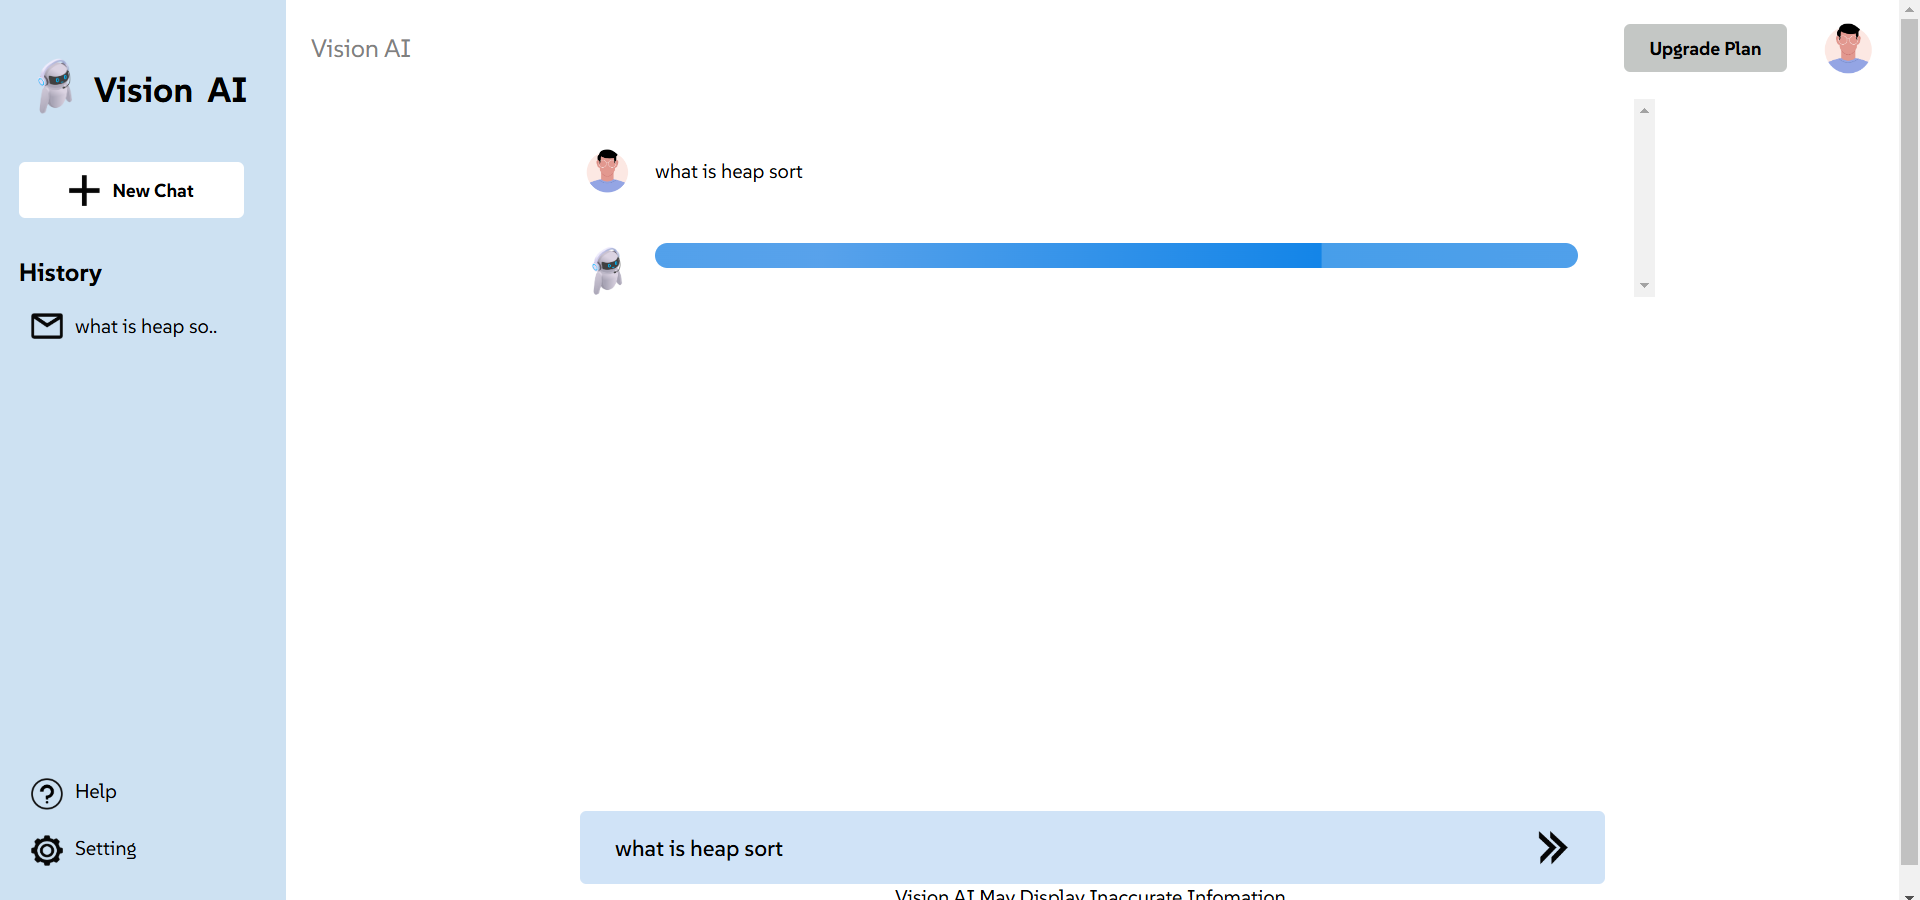 Vision AI
New Chat
History
what is heap so..
Help
Setting
Vision AI
Upgrade Plan
what is heap sort
what is heap sort
Vision AI May Display Inaccurate Infomation